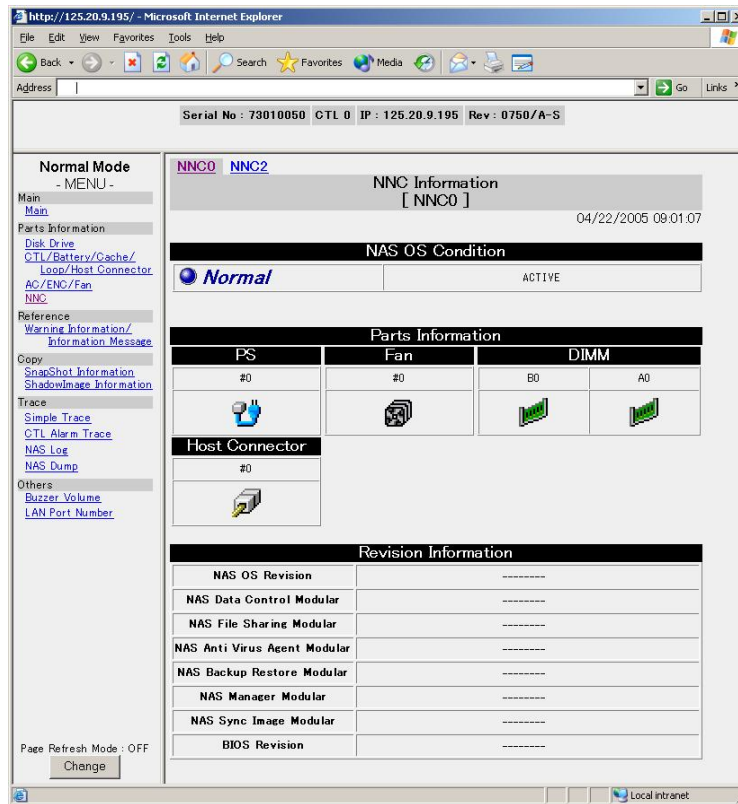 http://125.20.9.195/ - Microsoft Internet Explorer
File Edit View Favorites Tools Help
Back Search Favorites Media
Address Go Links
Serial No : 73010050 CTL 0 IP : 125.20.9.195 Rev : 0750/A-S
Normal Mode
- MENU -
Main
Main
Parts Information
Disk Drive
CTL/Battery/Cache/
Loop/Host Connector
AC/ENC/Fan
NNC
Reference
Warning Information/
Information Message
Copy
SnapShot Information
ShadowImage Information
Trace
Simple Trace
CTL Alarm Trace
NAS Log
NAS Dump
Others
Buzzer Volume
LAN Port Number
Page Refresh Mode : OFF
Change
NNC0 NNC2
NNC Information
[ NNC0 ]
04/22/2005 09:01:07
NAS OS Condition
Normal ACTIVE
Parts Information
PS Fan DIMM
#0 #0 B0 A0
Host Connector
#0
Revision Information
NAS OS Revision --------
NAS Data Control Modular --------
NAS File Sharing Modular --------
NAS Anti Virus Agent Modular --------
NAS Backup Restore Modular --------
NAS Manager Modular --------
NAS Sync Image Modular --------
BIOS Revision --------
Local intranet